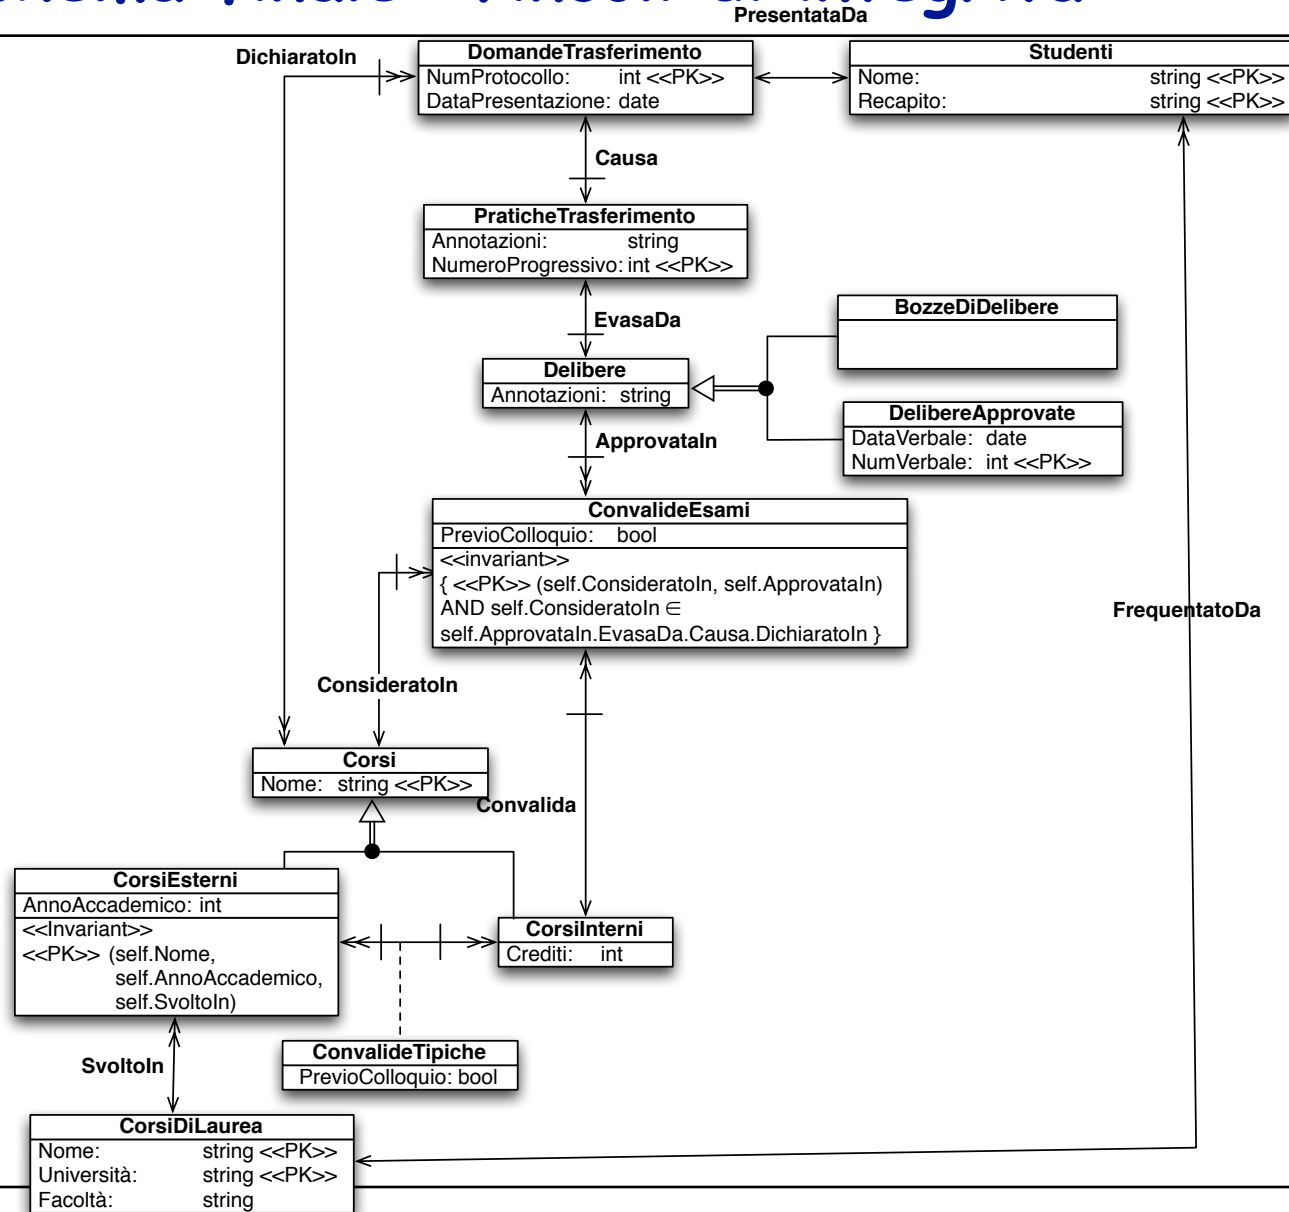 PresentataDa
DichiaratoIn
DomandeTrasferimento
NumProtocollo: int <<PK>>
DataPresentazione: date
Studenti
Nome: string <<PK>>
Recapito: string <<PK>>
Causa
PraticheTrasferimento
Annotazioni: string
NumeroProgressivo: int <<PK>>
EvasaDa
BozzeDiDelibere
Delibere
Annotazioni: string
DelibereApprovate
DataVerbale: date
NumVerbale: int <<PK>>
ApprovataIn
ConvalideEsami
PrevioColloquio: bool
<<invariant>>
{ <<PK>> (self.ConsideratoIn, self.ApprovataIn)
AND self.ConsideratoIn ∈
self.ApprovataIn.EvasaDa.Causa.DichiaratoIn }
FrequentatoDa
ConsideratoIn
Corsi
Nome: string <<PK>>
Convalida
CorsiEsterni
AnnoAccademico: int
<<Invariant>>
<<PK>> (self.Nome,
self.AnnoAccademico,
self.SvoltoIn)
CorsiInterni
Crediti: int
ConvalideTipiche
PrevioColloquio: bool
SvoltoIn
CorsiDiLaurea
Nome: string <<PK>>
Università: string <<PK>>
Facoltà: string